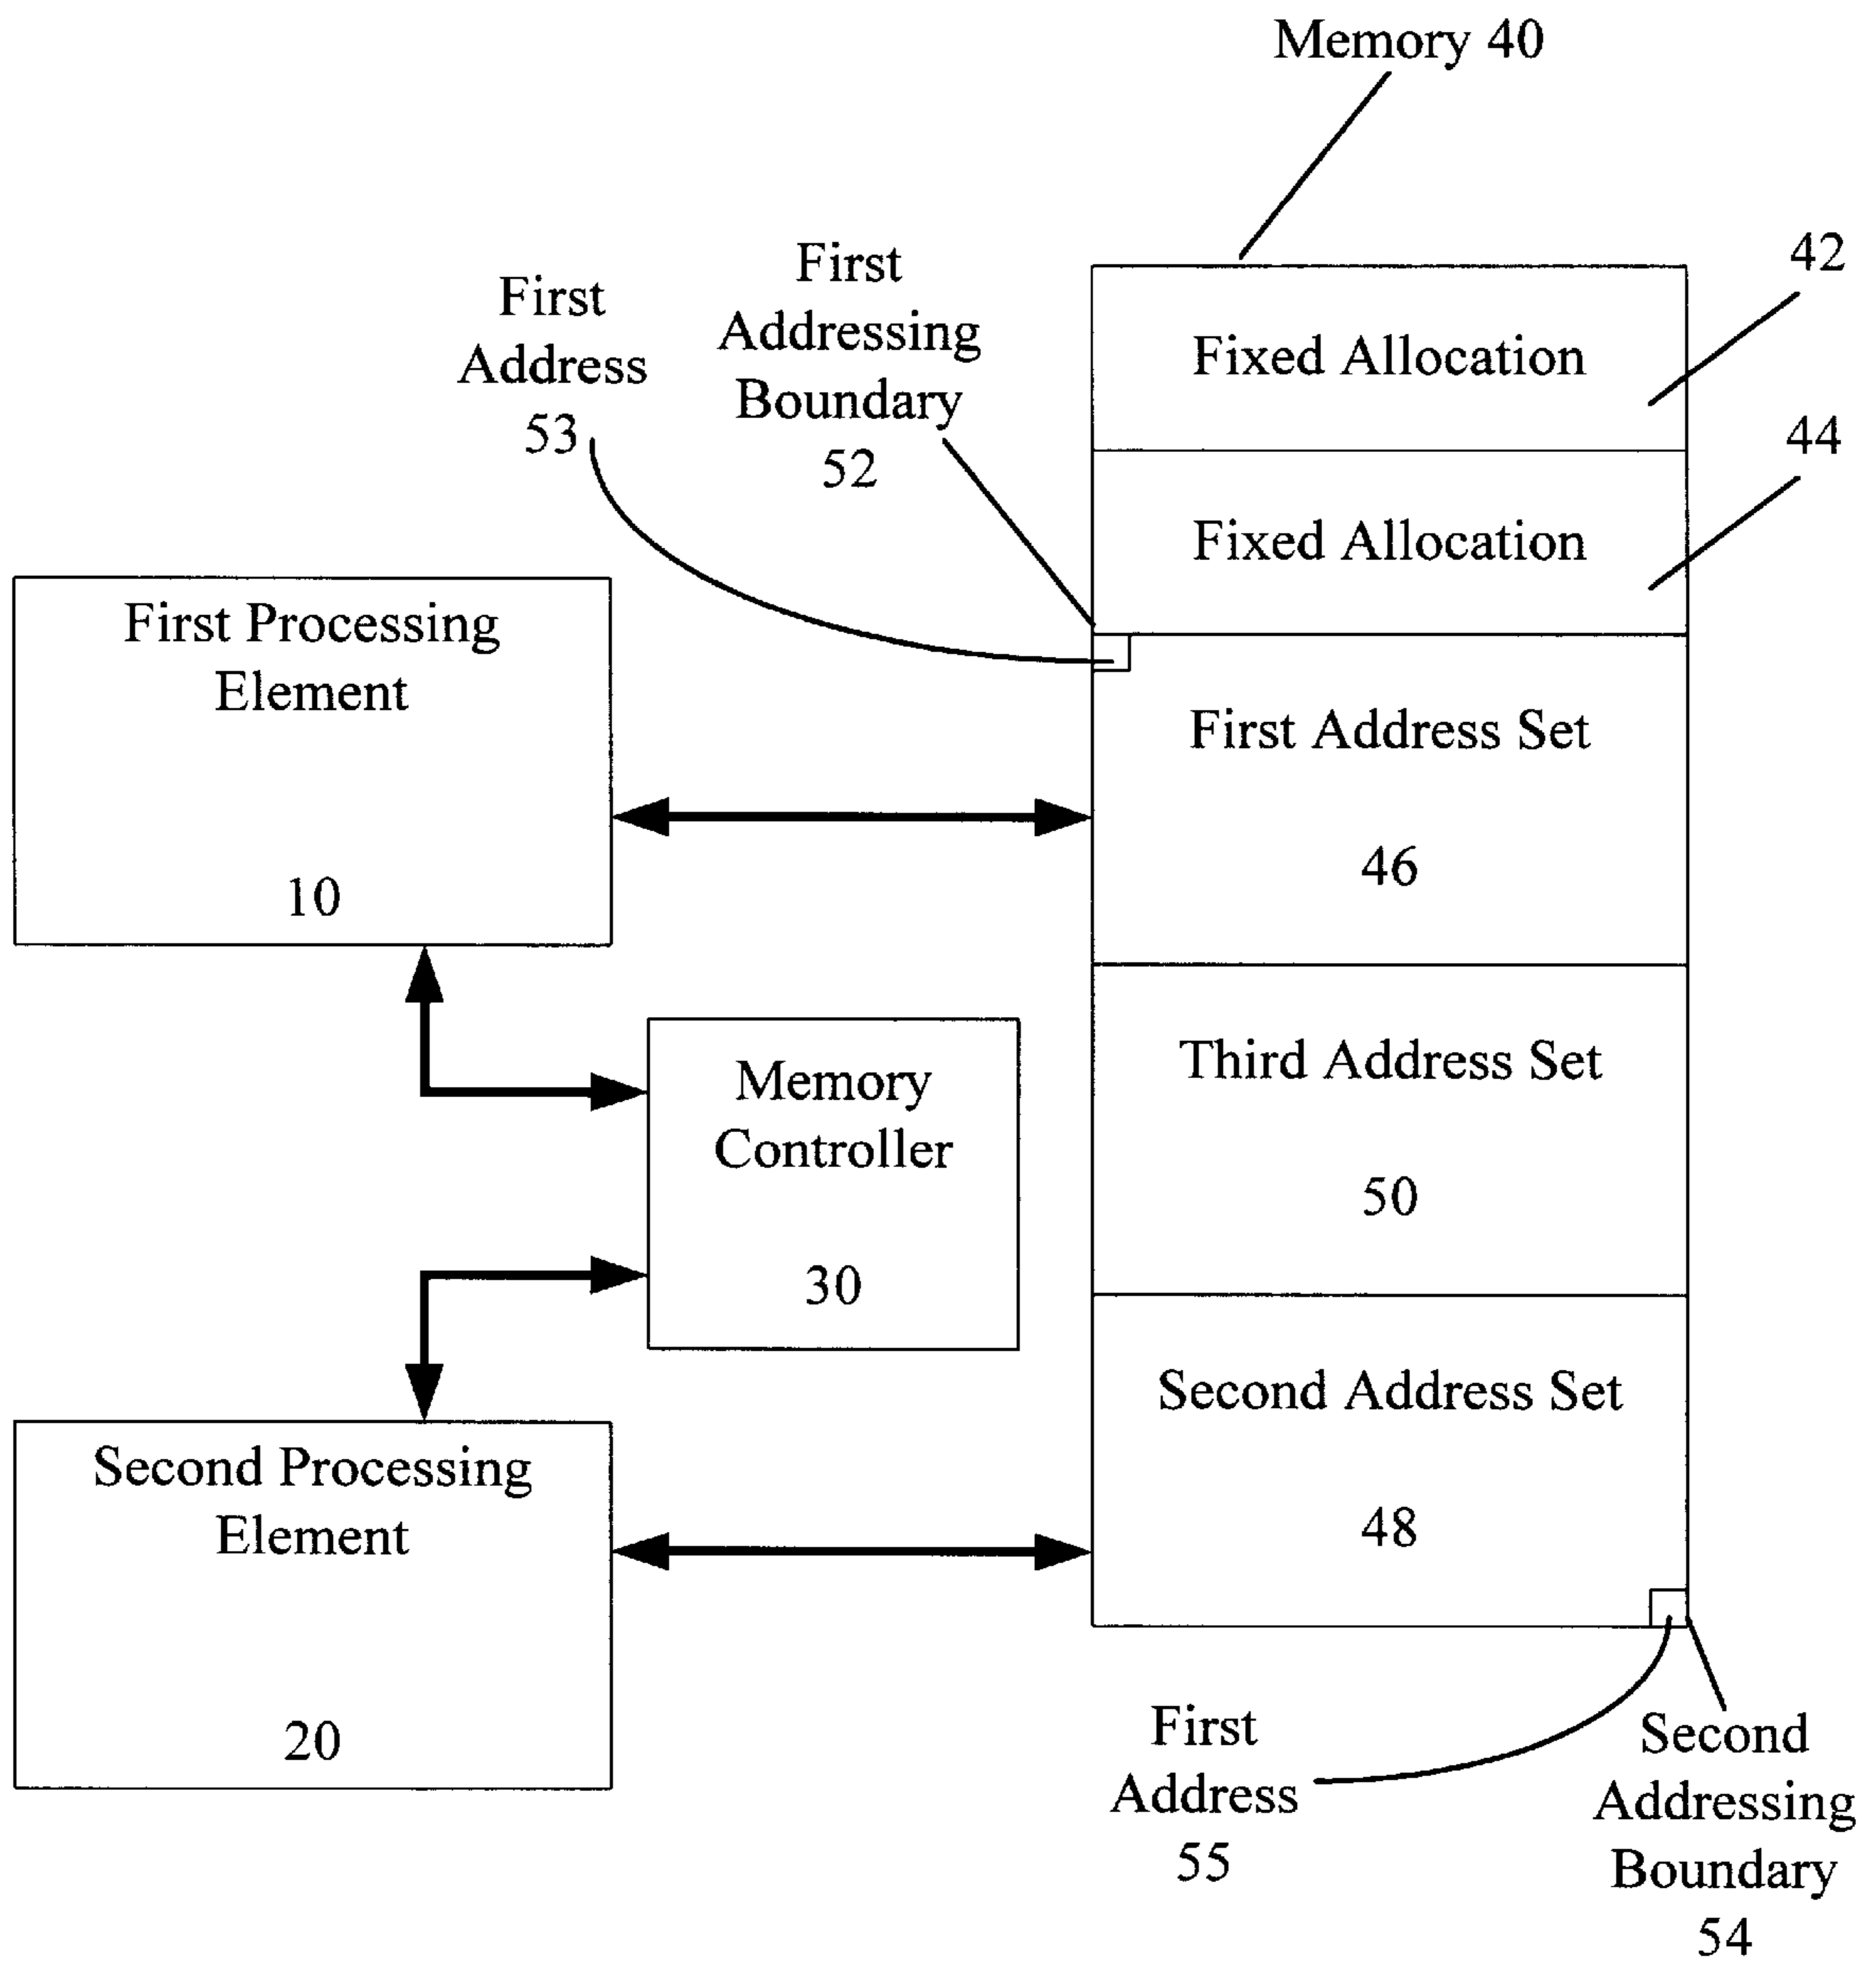 Memory 40
42
First
Addressing
Boundary
52
First
Address
53
Fixed Allocation
44
Fixed Allocation
First Processing
Element
10
First Address Set
46
Memory
Controller
30
Third Address Set
50
Second Address Set
48
Second Processing
Element
20
First
Address
55
Second
Addressing
Boundary
54